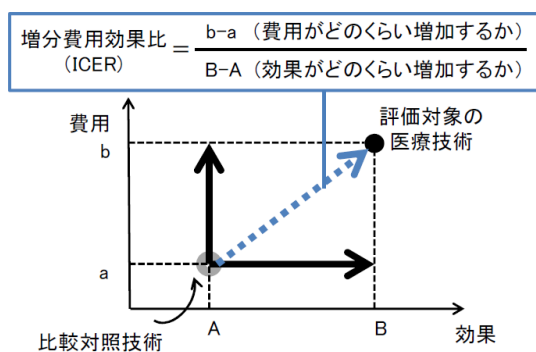 増分費用効果比
(ICER)
=
b-a (費用がどのくらい増加するか)
B-A (効果がどのくらい増加するか)
費用
b
評価対象の
医療技術
a
比較対照技術
A
B
効果